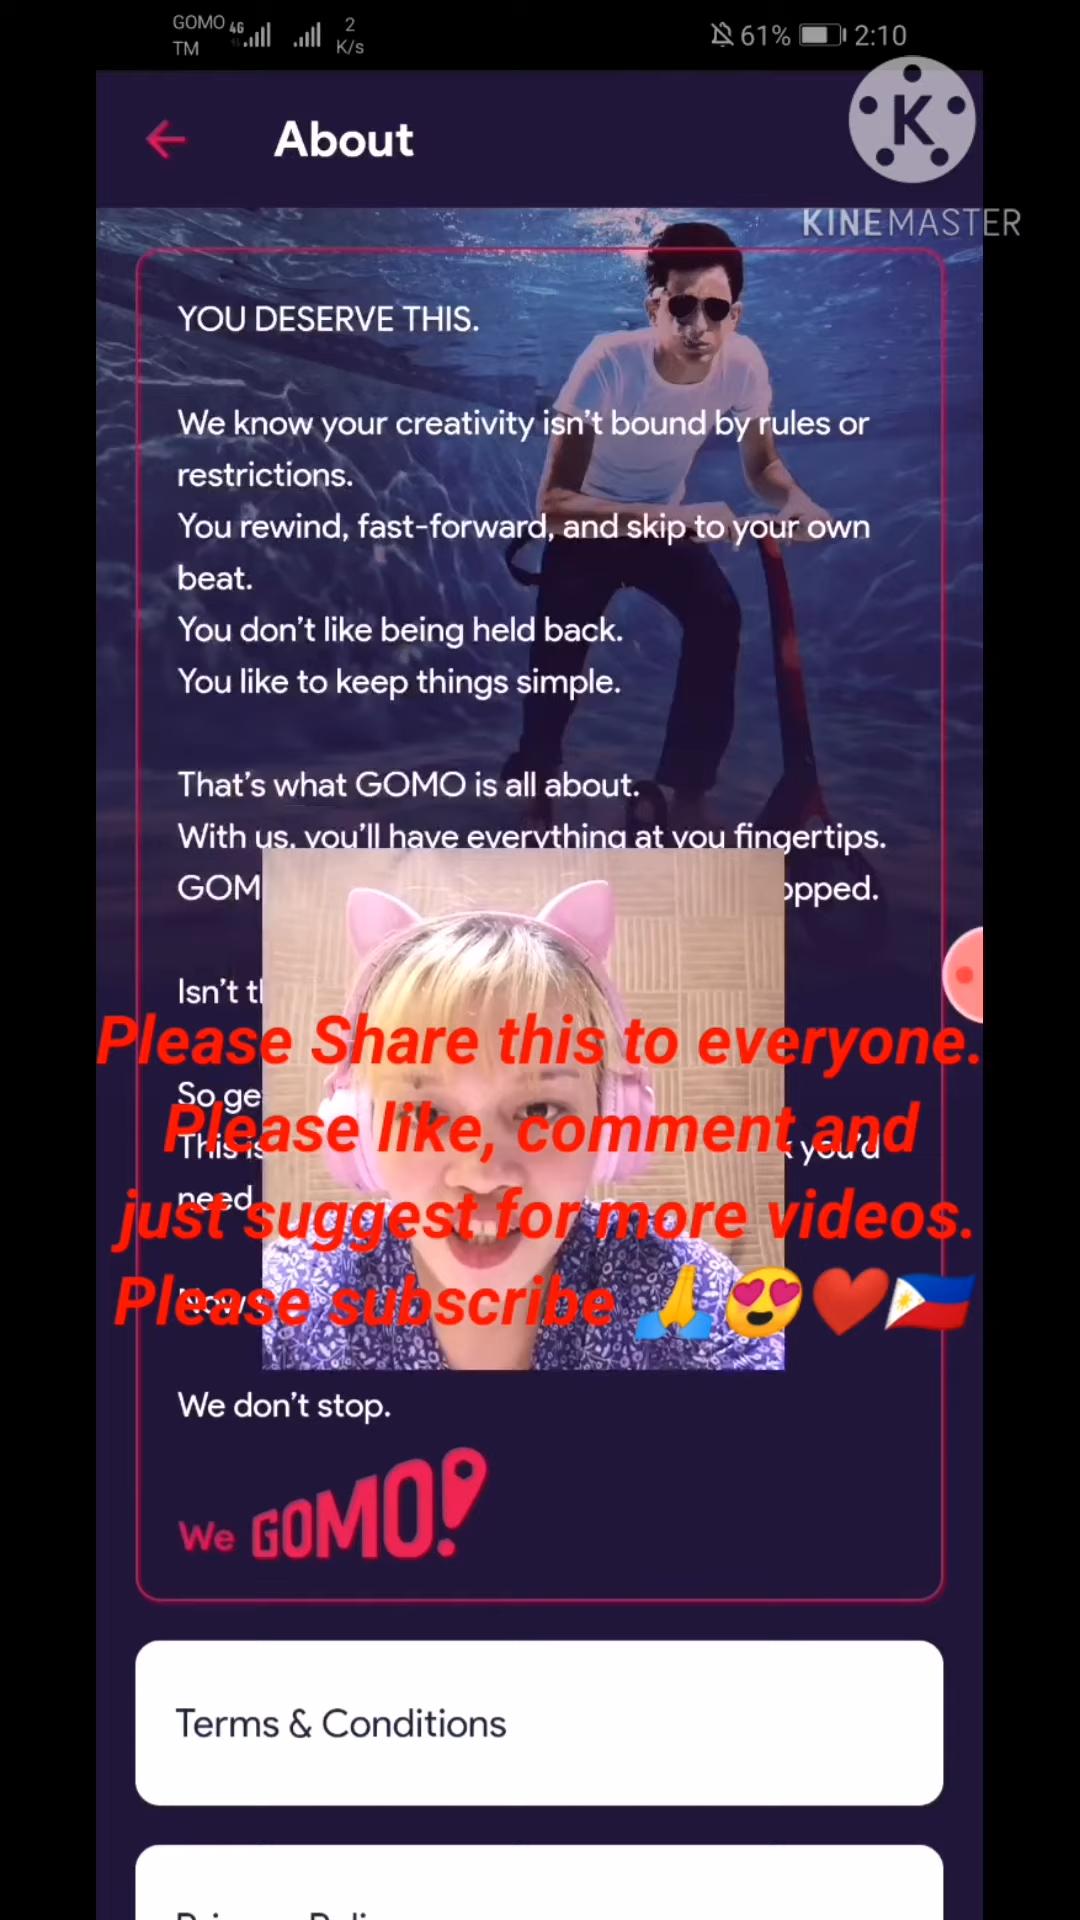 GOMO 4G 2
TM K/s
61% 2:10
About
K
KINEMASTER
YOU DESERVE THIS.
We know your creativity isn't bound by rules or
restrictions.
You rewind, fast-forward, and skip to your own
beat.
You don't like being held back.
You like to keep things simple.
That's what GOMO is all about.
With us, you'll have everything at you fingertips.
Isn't
Please Share this to everyone.
So
Please like, comment and
This is you'd
need
just suggest for more videos.
Now
Please subscribe 🙏😍❤️🇵🇭
We don't stop.
We GOMO!
Terms & Conditions